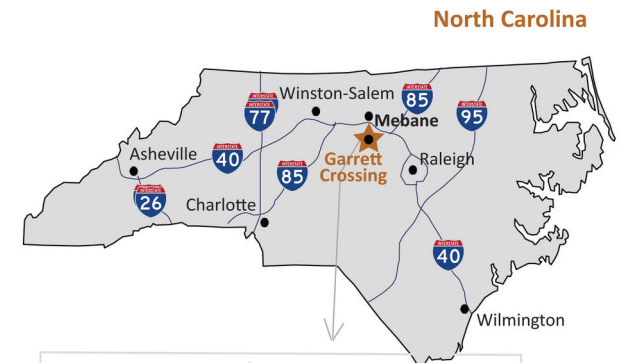 North Carolina
Winston-Salem
INTERSTATE
85
INTERSTATE
INTERSTATE
77
INTERSTATE
95
Mebane
Asheville
INTERSTATE
40
Garrett
Crossing
Raleigh
INTERSTATE
85
INTERSTATE
26
Charlotte
INTERSTATE
40
Wilmington